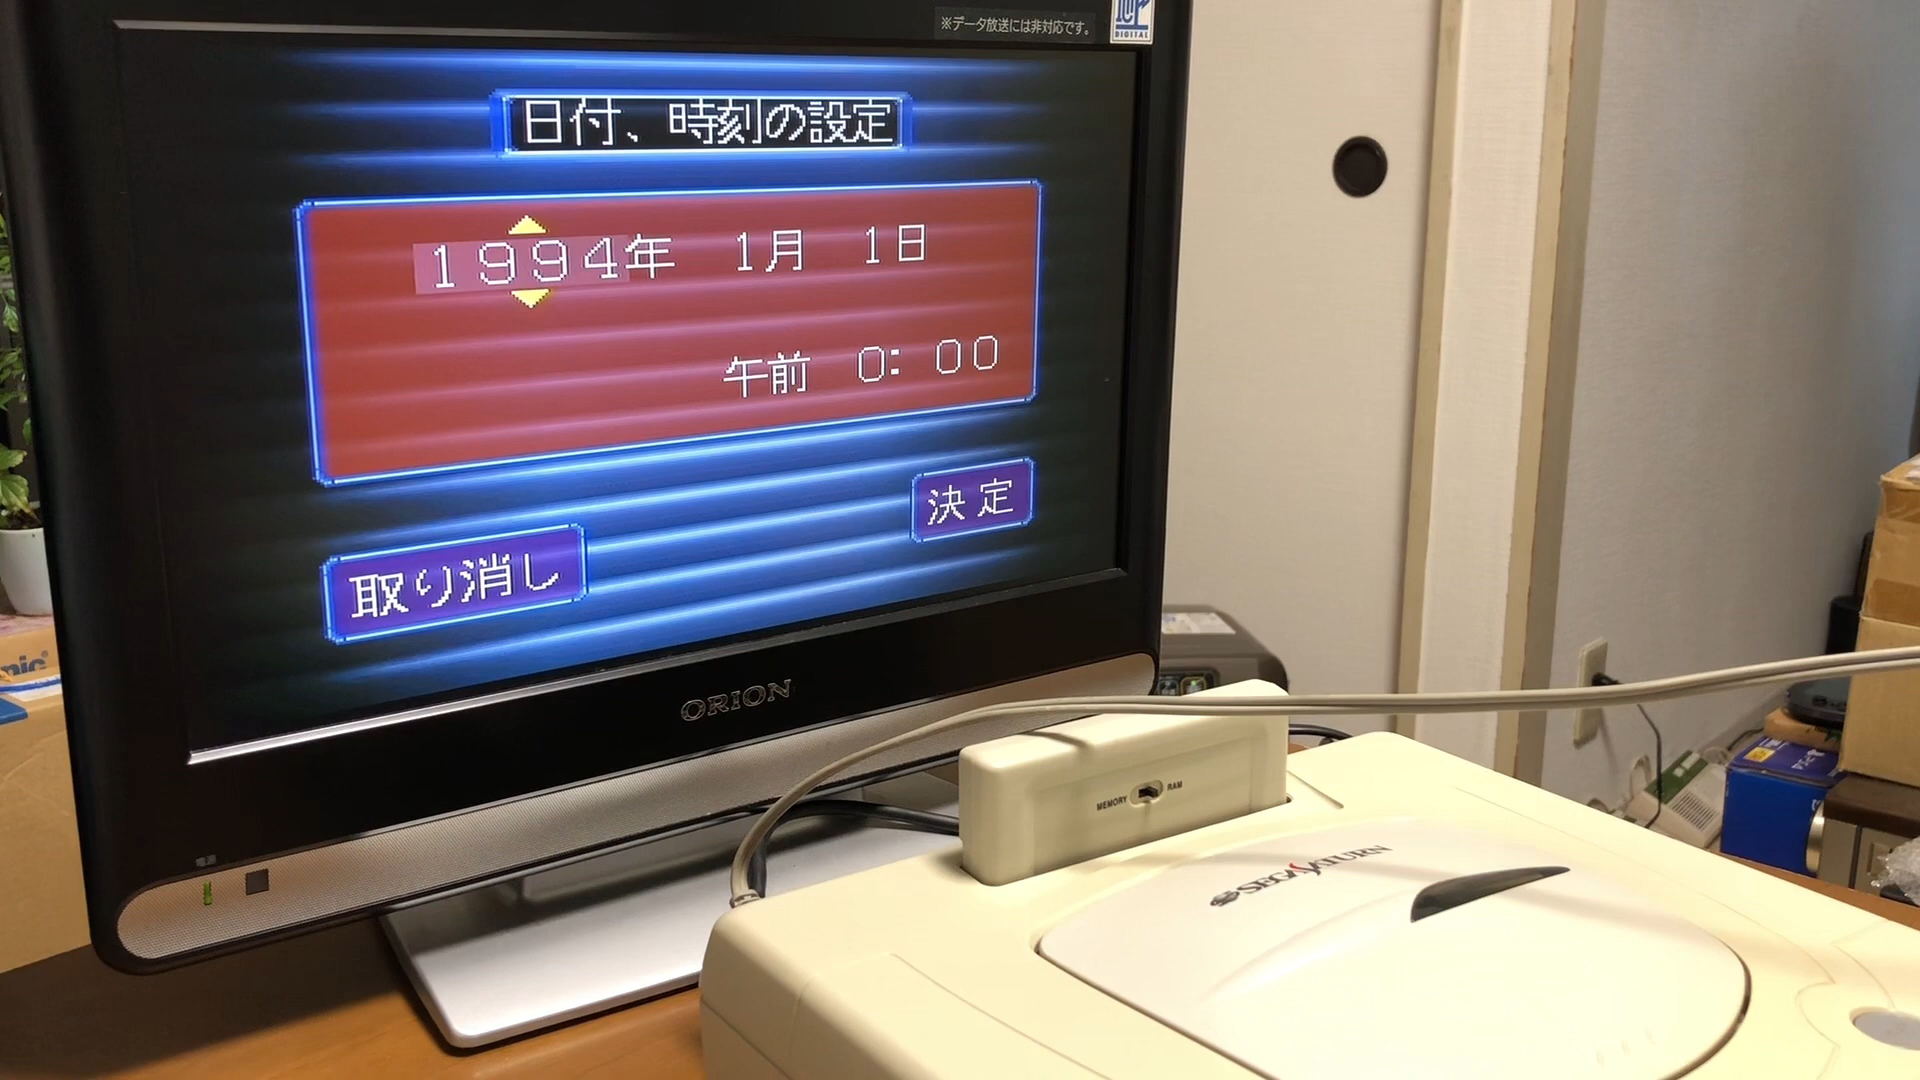 ※データ放送には非対応です。
DIGITAL
日付、時刻の設定
1994年 1月 1日
午前 0:00
決定
取り消し
ORION
MEMORY RAM
SEGA SATURN